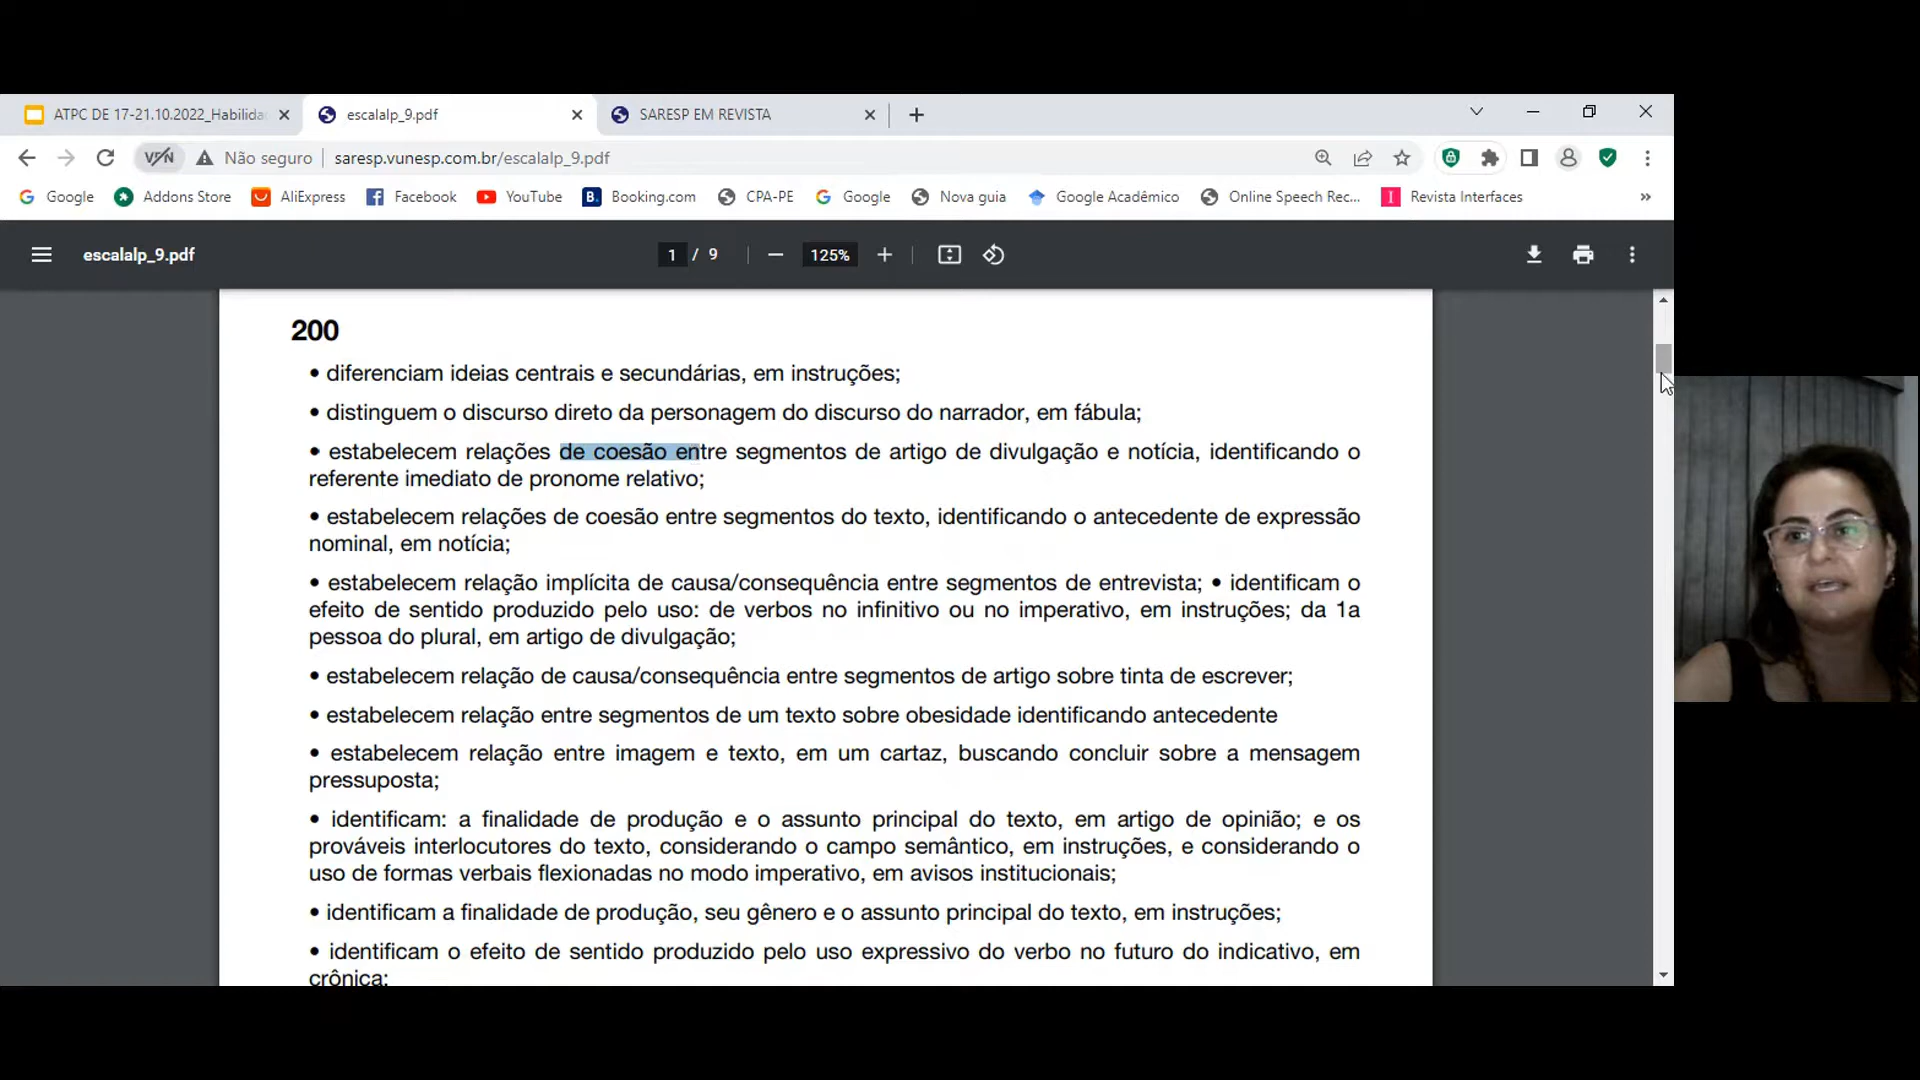 ATPC DE 17-21.10.2022_Habilida
escalalp_9.pdf
SARESP EM REVISTA
VPN
Não seguro
saresp.vunesp.com.br/escalalp_9.pdf
Google
Addons Store
AliExpress
Facebook
YouTube
B.
Booking.com
CPA-PE
Google
Nova guia
Google Acadêmico
Online Speech Rec...
Revista Interfaces
»
escalalp_9.pdf
1 / 9
125%
200
• diferenciam ideias centrais e secundárias, em instruções;
• distinguem o discurso direto da personagem do discurso do narrador, em fábula;
• estabelecem relações de coesão entre segmentos de artigo de divulgação e notícia, identificando o
referente imediato de pronome relativo;
• estabelecem relações de coesão entre segmentos do texto, identificando o antecedente de expressão
nominal, em notícia;
• estabelecem relação implícita de causa/consequência entre segmentos de entrevista; • identificam o
efeito de sentido produzido pelo uso: de verbos no infinitivo ou no imperativo, em instruções; da 1a
pessoa do plural, em artigo de divulgação;
• estabelecem relação de causa/consequência entre segmentos de artigo sobre tinta de escrever;
• estabelecem relação entre segmentos de um texto sobre obesidade identificando antecedente
• estabelecem relação entre imagem e texto, em um cartaz, buscando concluir sobre a mensagem
pressuposta;
• identificam: a finalidade de produção e o assunto principal do texto, em artigo de opinião; e os
prováveis interlocutores do texto, considerando o campo semântico, em instruções, e considerando o
uso de formas verbais flexionadas no modo imperativo, em avisos institucionais;
• identificam a finalidade de produção, seu gênero e o assunto principal do texto, em instruções;
• identificam o efeito de sentido produzido pelo uso expressivo do verbo no futuro do indicativo, em
crônica;